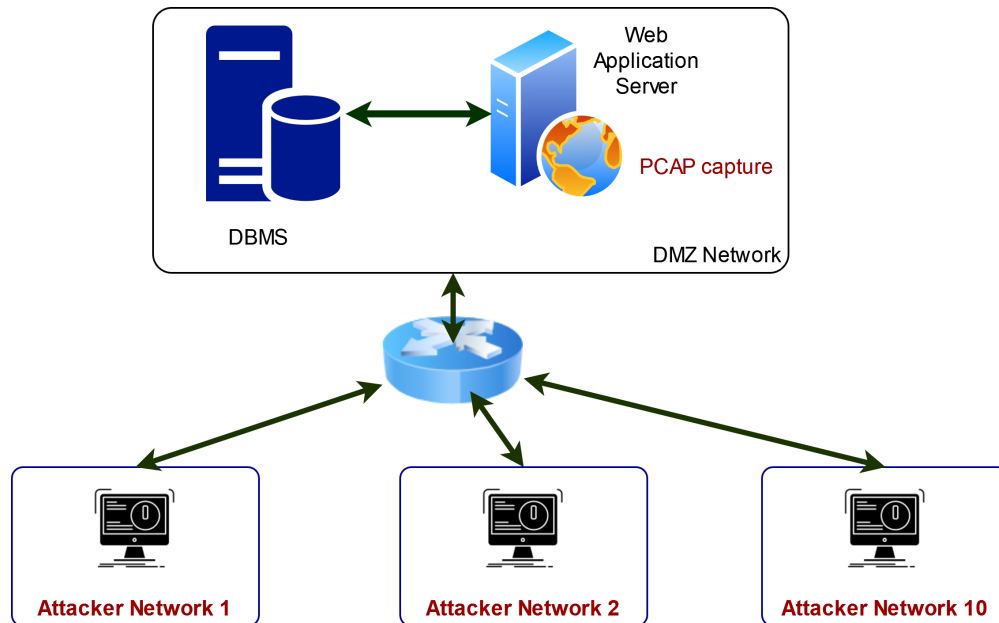 Web
Application
Server
PCAP capture
DBMS
DMZ Network
Attacker Network 1
Attacker Network 2
Attacker Network 10